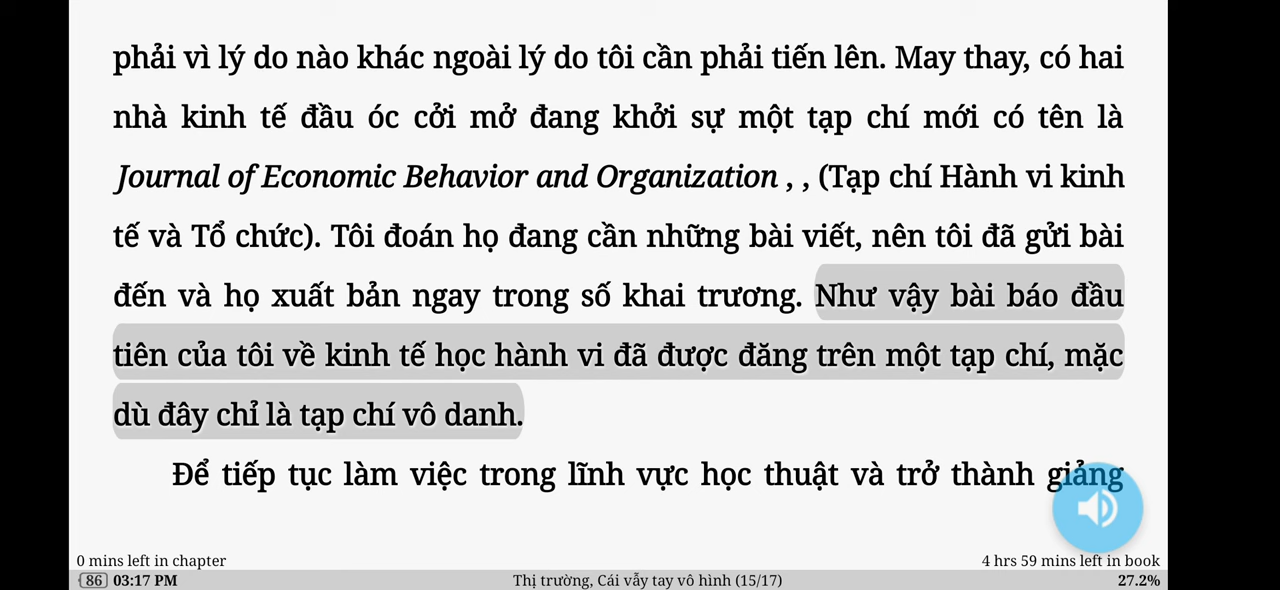 phải vì lý do nào khác ngoài lý do tôi cần phải tiến lên. May thay, có hai
nhà kinh tế đầu óc cởi mở đang khởi sự một tạp chí mới có tên là
Journal of Economic Behavior and Organization , , (Tạp chí Hành vi kinh
tế và Tổ chức). Tôi đoán họ đang cần những bài viết, nên tôi đã gửi bài
đến và họ xuất bản ngay trong số khai trương. Như vậy bài báo đầu
tiên của tôi về kinh tế học hành vi đã được đăng trên một tạp chí, mặc
dù đây chỉ là tạp chí vô danh.
Để tiếp tục làm việc trong lĩnh vực học thuật và trở thành giảng
0 mins left in chapter 4 hrs 59 mins left in book
86 03:17 PM Thị trường, Cái vẫy tay vô hình (15/17) 27.2%